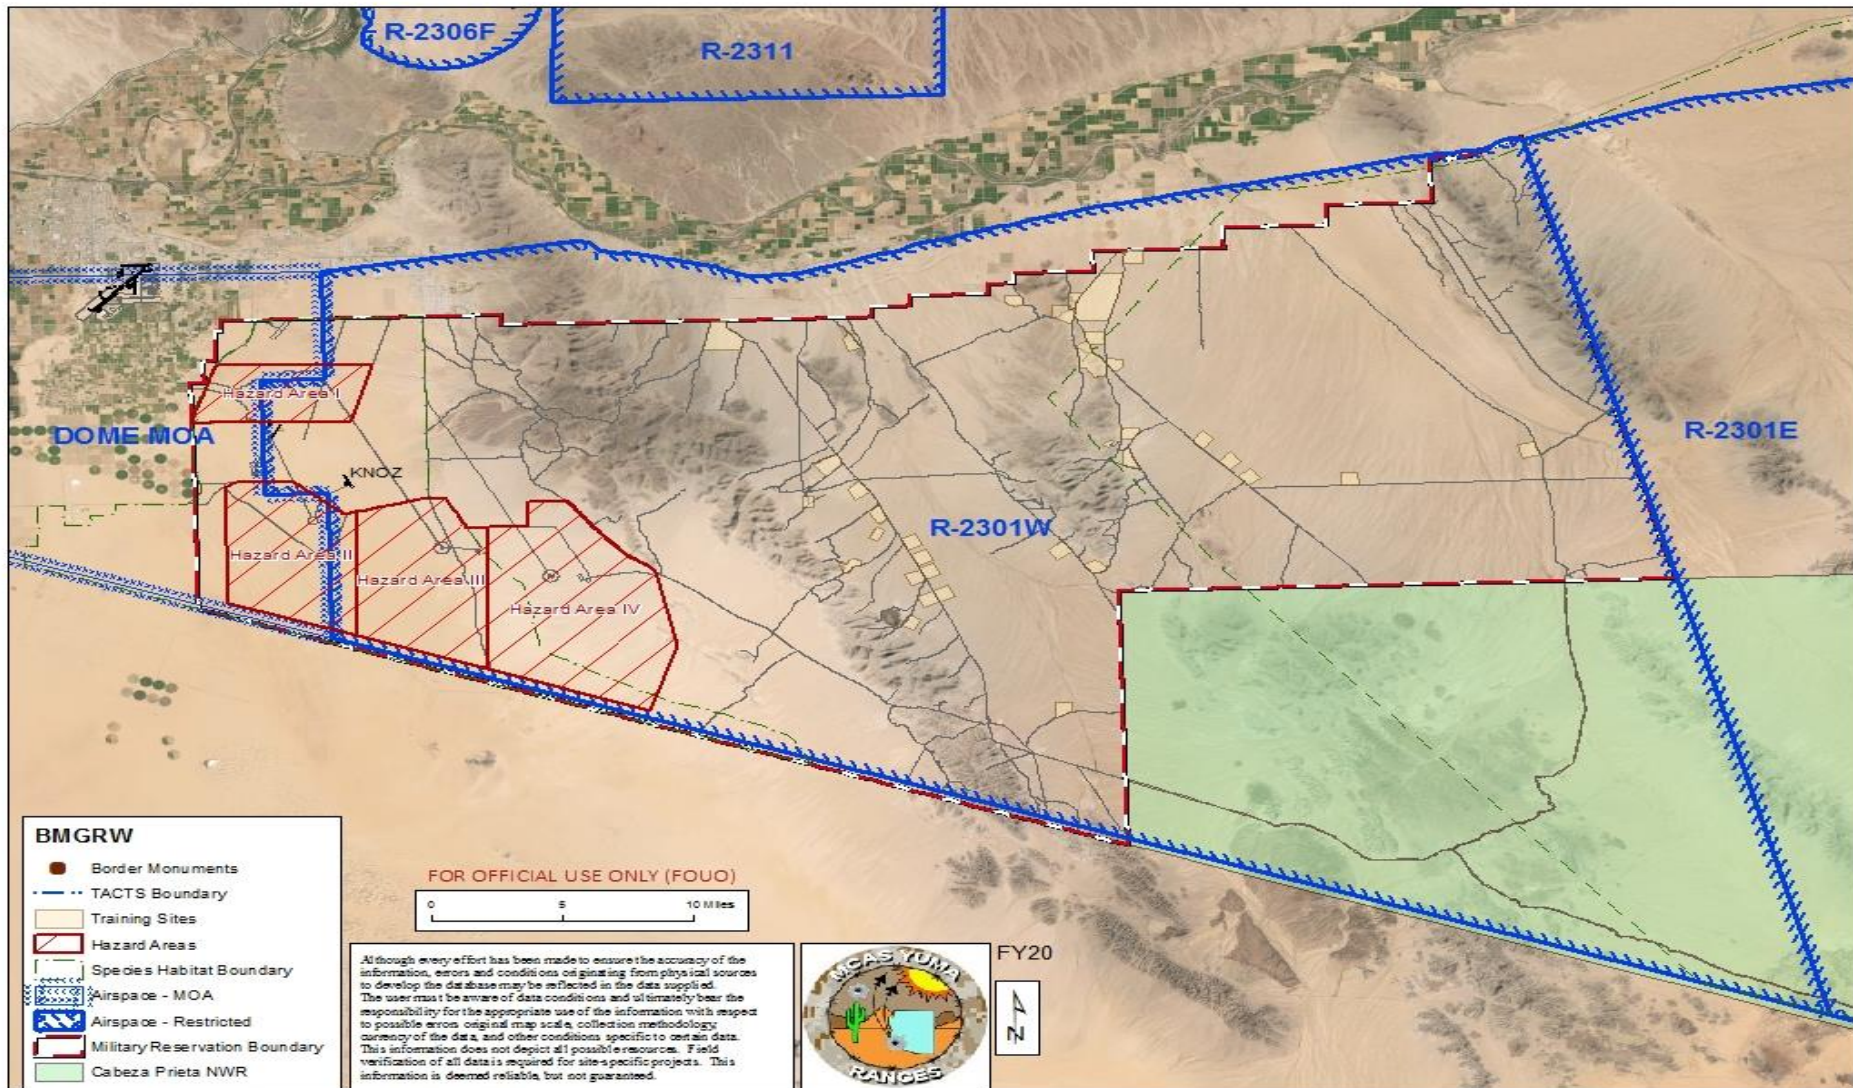 R-2306F
R-2311
DOME MOA
Hazard Area I
KNOZ
Hazard Area II
Hazard Area III
Hazard Area IV
R-2301W
R-2301E
BMGRW
Border Monuments
TACTS Boundary
Training Sites
Hazard Areas
Species Habitat Boundary
Airspace - MOA
Airspace - Restricted
Military Reservation Boundary
Cabeza Prieta NWR
FOR OFFICIAL USE ONLY (FOUO)
0 5 10 Miles
Although every effort has been made to ensure the accuracy of the
information, errors and conditions originating from physical sources
to develop the database may be reflected in the data supplied.
The user must be aware of data conditions and ultimately bear the
responsibility for the appropriate use of the information with respect
to possible errors original map scale, collection methodology,
currency of the data, and other conditions specific to certain data.
This information does not depict all possible resources. Field
verification of all data is required for site-specific projects. This
information is deemed reliable, but not guaranteed.
MCAS YUMA
RANGES
FY20
N